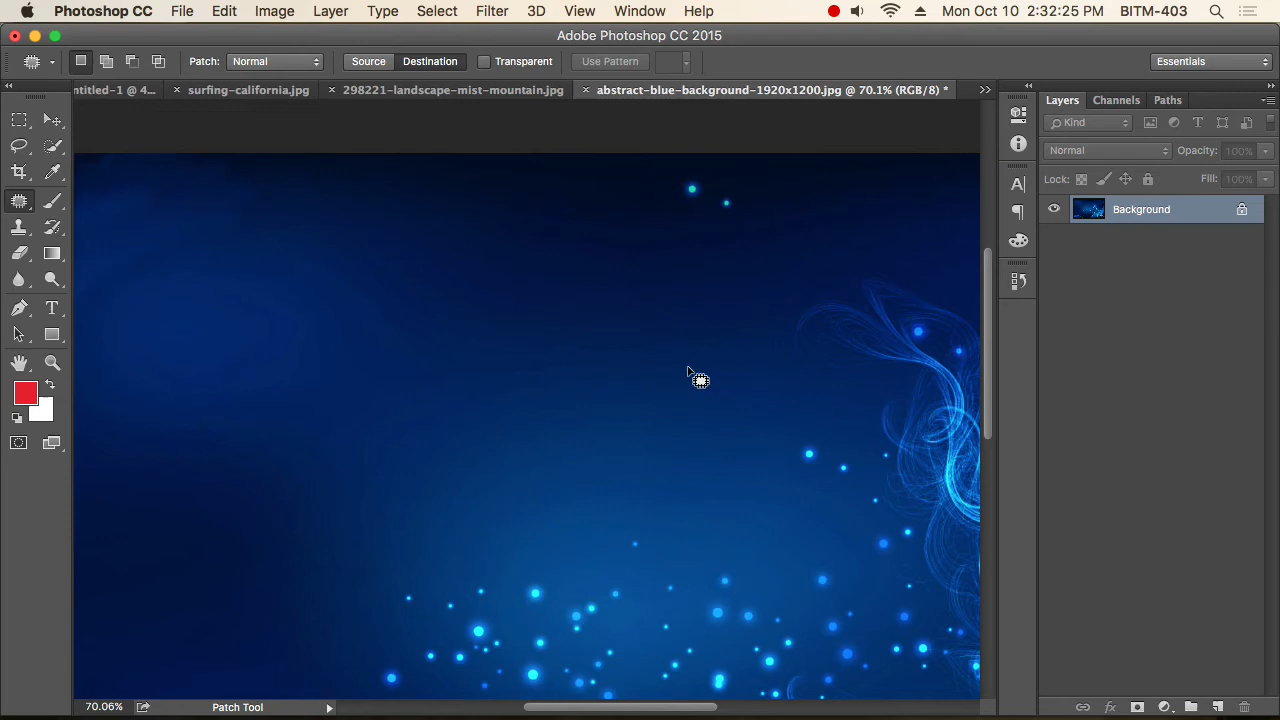 Photoshop CC File Edit Image Layer Type Select Filter 3D View Window Help Mon Oct 10 2:32:25 PM BITM-403
Adobe Photoshop CC 2015
Patch: Normal Source Destination Transparent Use Pattern Essentials
ntitled-1 @ 4... × surfing-california.jpg × 298221-landscape-mist-mountain.jpg × abstract-blue-background-1920x1200.jpg @ 70.1% (RGB/8) *
Layers Channels Paths
Kind
Normal Opacity: 100%
Lock: Fill: 100%
Background
70.06% Patch Tool